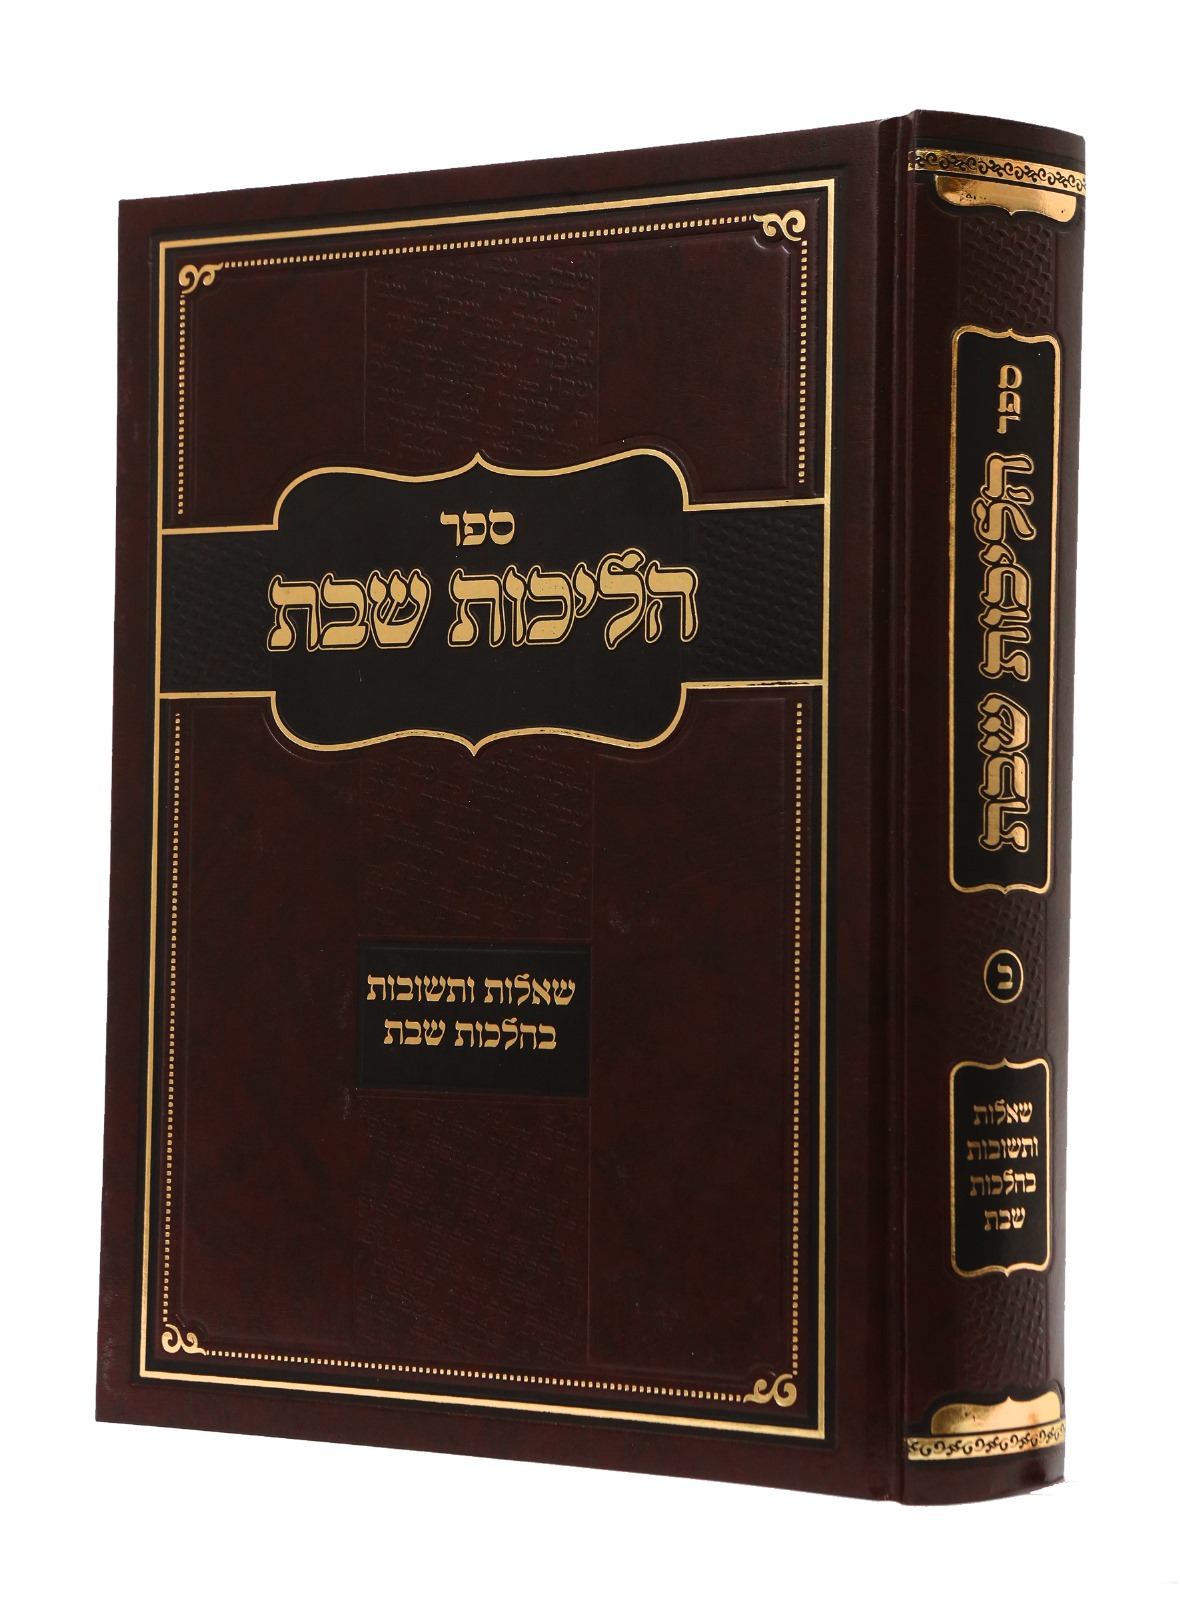 ספר
הליכות שבת
שאלות ותשובות
בהלכות שבת
ספר הליכות שבת
ב
שאלות
ותשובות
בהלכות
שבת